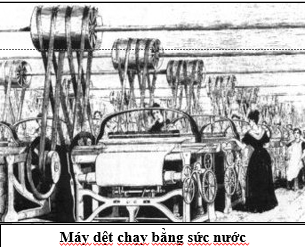 Máy dệt chạy bằng sức nước